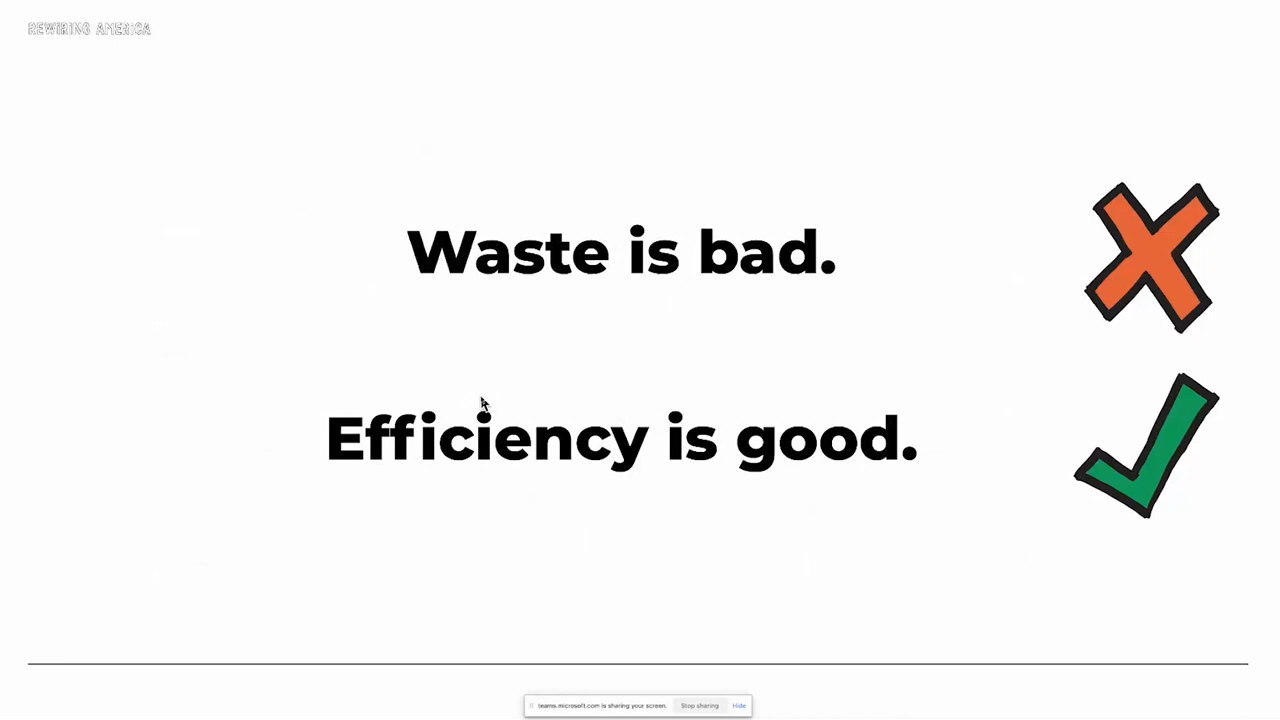 REWIRING AMERICA
Waste is bad.
Efficiency is good.
teams.microsoft.com is sharing your screen. Stop sharing Hide